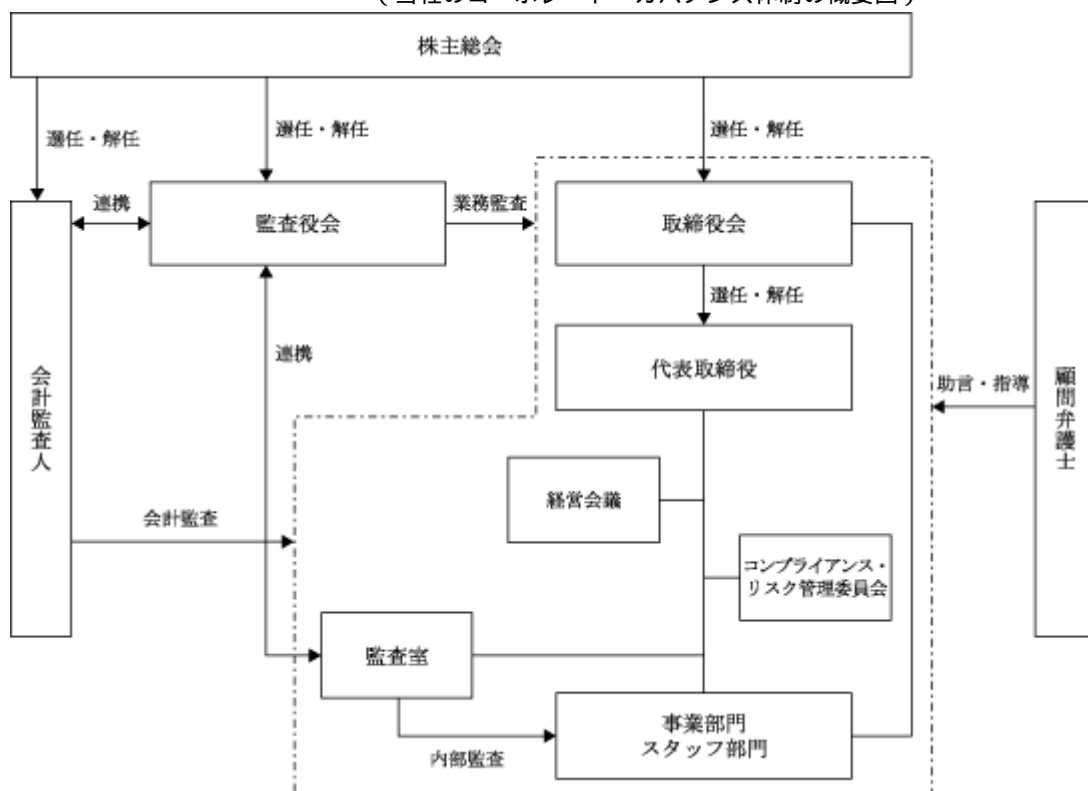 (当社のコーポレート・ガバナンス体制の概要図)
株主総会
選任・解任
選任・解任
選任・解任
連携
監査役会
業務監査
取締役会
選任・解任
連携
代表取締役
会計監査人
助言・指導
顧問弁護士
経営会議
会計監査
コンプライアンス・
リスク管理委員会
監査室
事業部門
スタッフ部門
内部監査